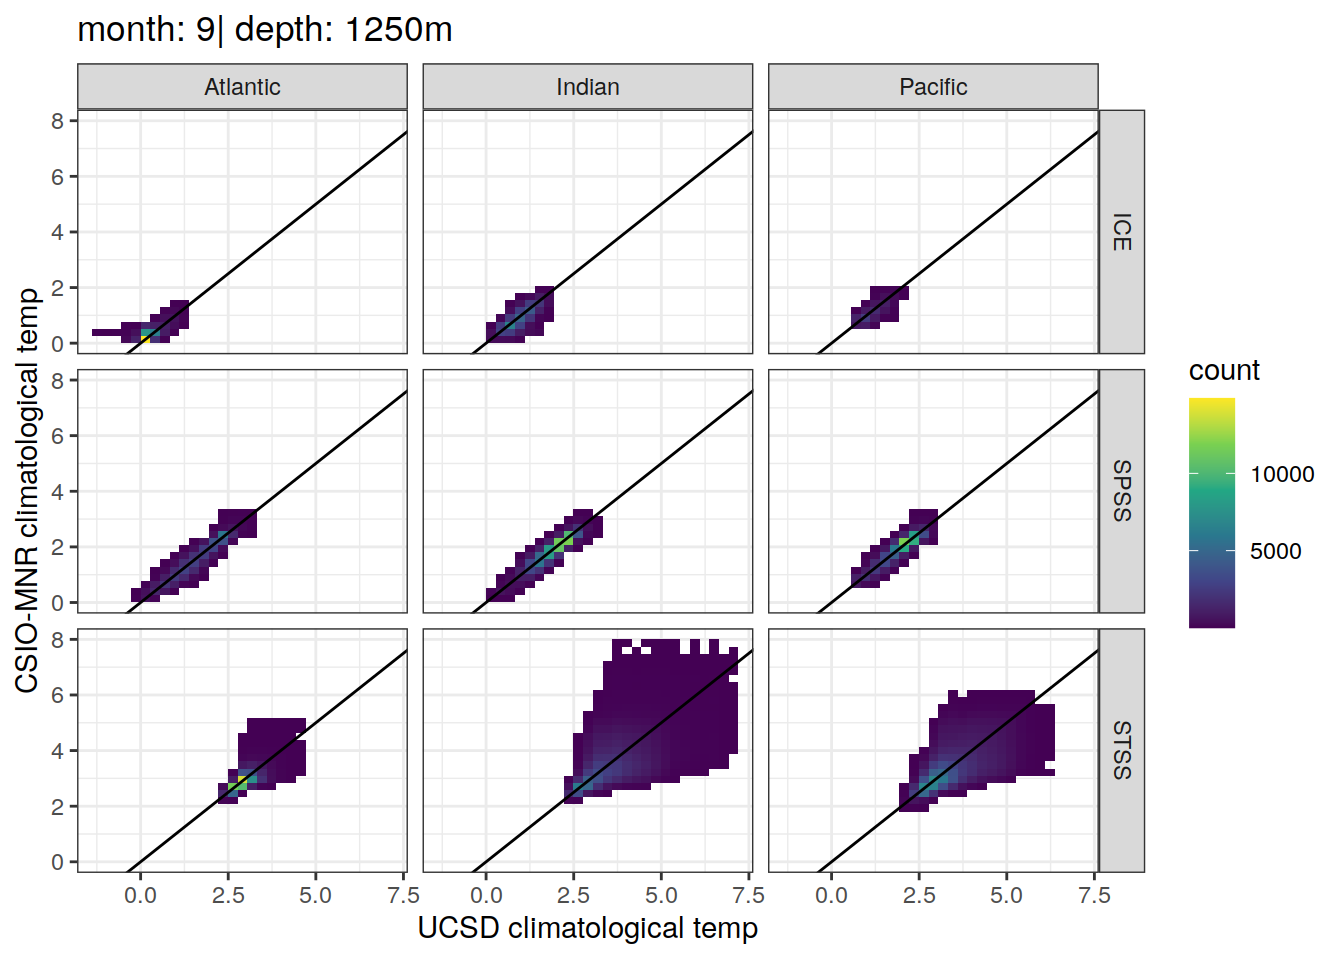 month: 9| depth: 1250m
Atlantic
Indian
Pacific
8
6
4
2
0
ICE
8
6
4
2
0
SPSS
8
6
4
2
0
STSS
0.0
2.5
5.0
7.5
0.0
2.5
5.0
7.5
0.0
2.5
5.0
7.5
UCSD climatological temp
CSIO-MNR climatological temp
count
10000
5000